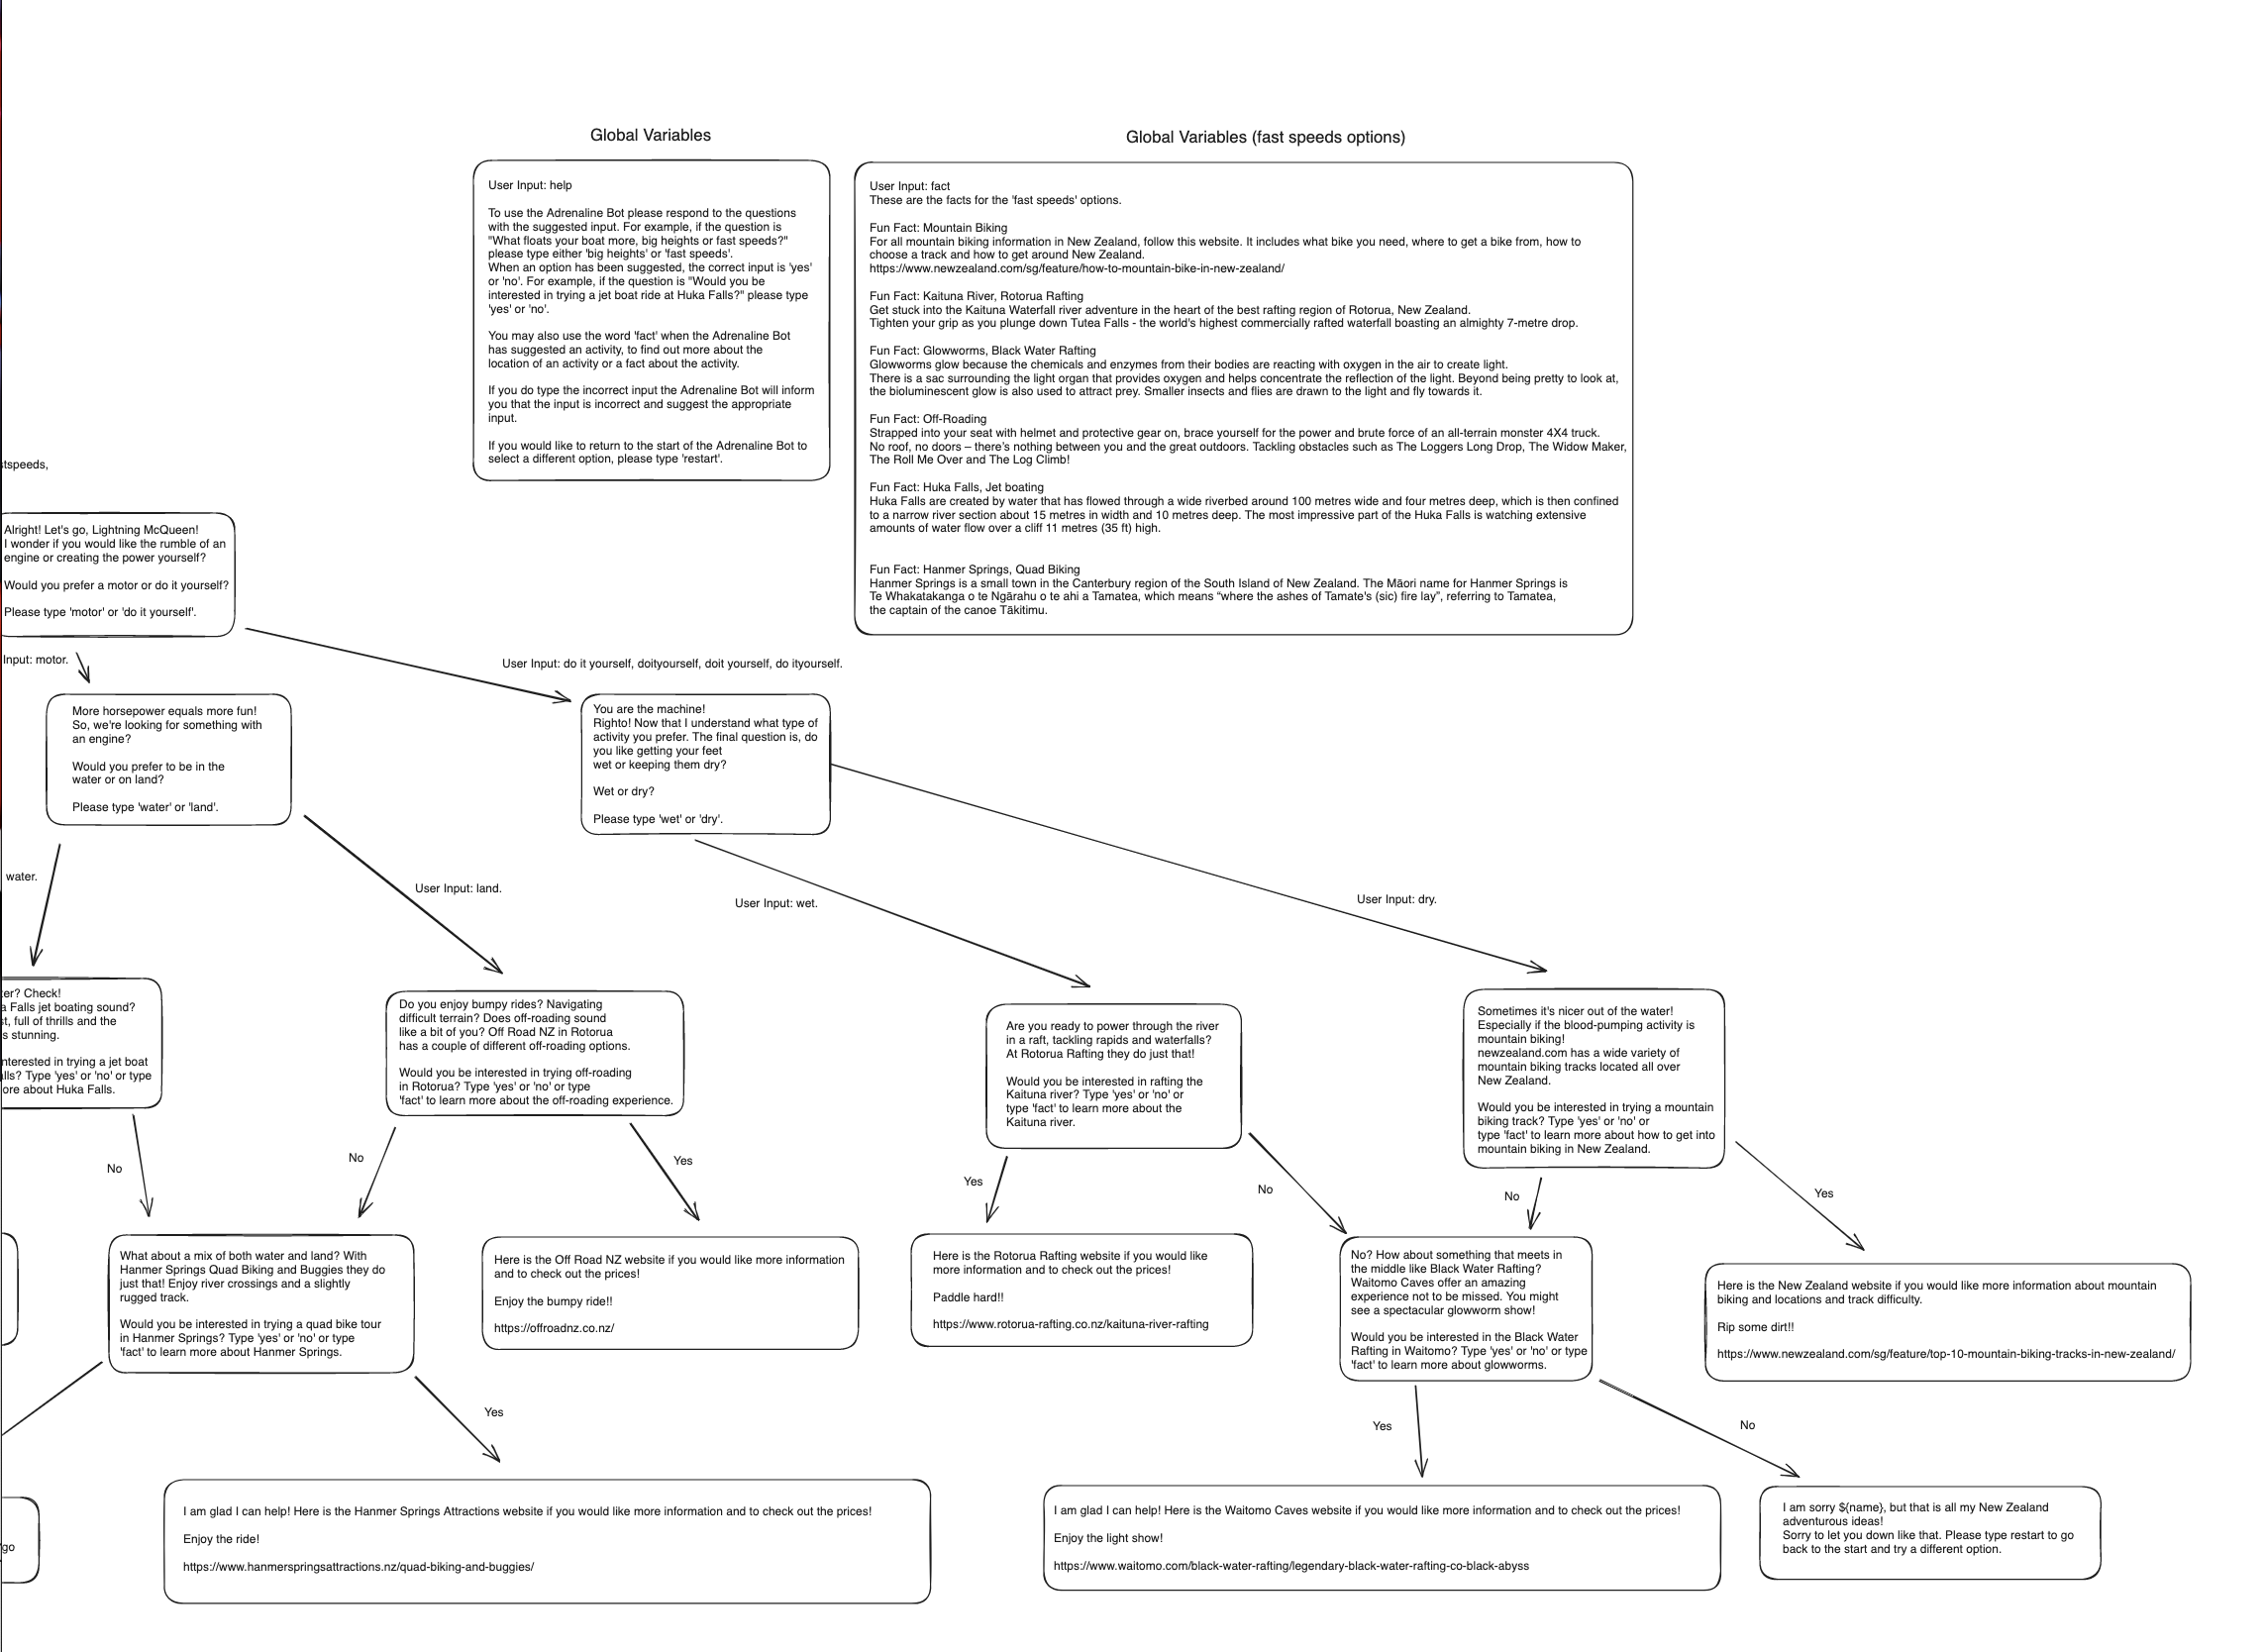 Global Variables
User Input: help
To use the Adrenaline Bot please respond to the questions
with the suggested input. For example, if the question is
"What floats your boat more, big heights or fast speeds?"
please type either 'big heights' or 'fast speeds'.
When an option has been suggested, the correct input is 'yes'
or 'no'. For example, if the question is "Would you be
interested in trying a jet boat ride at Huka Falls?" please type
'yes' or 'no'.
You may also use the word 'fact' when the Adrenaline Bot
has suggested an activity, to find out more about the
location of an activity or a fact about the activity.
If you do type the incorrect input the Adrenaline Bot will inform
you that the input is incorrect and suggest the appropriate
input.
If you would like to return to the start of the Adrenaline Bot to
select a different option, please type 'restart'.
Global Variables (fast speeds options)
User Input: fact
These are the facts for the 'fast speeds' options.
Fun Fact: Mountain Biking
For all mountain biking information in New Zealand, follow this website. It includes what bike you need, where to get a bike from, how to
choose a track and how to get around New Zealand.
https://www.newzealand.com/sg/feature/how-to-mountain-bike-in-new-zealand/
Fun Fact: Kaituna River, Rotorua Rafting
Get stuck into the Kaituna Waterfall river adventure in the heart of the best rafting region of Rotorua, New Zealand.
Tighten your grip as you plunge down Tutea Falls - the world's highest commercially rafted waterfall boasting an almighty 7-metre drop.
Fun Fact: Glowworms, Black Water Rafting
Glowworms glow because the chemicals and enzymes from their bodies are reacting with oxygen in the air to create light.
There is a sac surrounding the light organ that provides oxygen and helps concentrate the reflection of the light. Beyond being pretty to look at,
the bioluminescent glow is also used to attract prey. Smaller insects and flies are drawn to the light and fly towards it.
Fun Fact: Off-Roading
Strapped into your seat with helmet and protective gear on, brace yourself for the power and brute force of an all-terrain monster 4X4 truck.
No roof, no doors – there's nothing between you and the great outdoors. Tackling obstacles such as The Loggers Long Drop, The Widow Maker,
The Roll Me Over and The Log Climb!
Fun Fact: Huka Falls, Jet boating
Huka Falls are created by water that has flowed through a wide riverbed around 100 metres wide and four metres deep, which is then confined
to a narrow river section about 15 metres in width and 10 metres deep. The most impressive part of the Huka Falls is watching extensive
amounts of water flow over a cliff 11 metres (35 ft) high.
Fun Fact: Hanmer Springs, Quad Biking
Hanmer Springs is a small town in the Canterbury region of the South Island of New Zealand. The Māori name for Hanmer Springs is
Te Whakatakanga o te Ngārahu o te ahi a Tamatea, which means “where the ashes of Tamate's (sic) fire lay”, referring to Tamatea,
the captain of the canoe Tākitimu.
stspeeds,
Alright! Let's go, Lightning McQueen!
I wonder if you would like the rumble of an
engine or creating the power yourself?
Would you prefer a motor or do it yourself?
Please type 'motor' or 'do it yourself'.
Input: motor.
User Input: do it yourself, doityourself, doit yourself, do ityourself.
More horsepower equals more fun!
So, we're looking for something with
an engine?
Would you prefer to be in the
water or on land?
Please type 'water' or 'land'.
You are the machine!
Righto! Now that I understand what type of
activity you prefer. The final question is, do
you like getting your feet
wet or keeping them dry?
Wet or dry?
Please type 'wet' or 'dry'.
water.
User Input: land.
User Input: wet.
User Input: dry.
ter? Check!
a Falls jet boating sound?
st, full of thrills and the
s stunning.
nterested in trying a jet boat
alls? Type 'yes' or 'no' or type
ore about Huka Falls.
Do you enjoy bumpy rides? Navigating
difficult terrain? Does off-roading sound
like a bit of you? Off Road NZ in Rotorua
has a couple of different off-roading options.
Would you be interested in trying off-roading
in Rotorua? Type 'yes' or 'no' or type
'fact' to learn more about the off-roading experience.
Are you ready to power through the river
in a raft, tackling rapids and waterfalls?
At Rotorua Rafting they do just that!
Would you be interested in rafting the
Kaituna river? Type 'yes' or 'no' or
type 'fact' to learn more about the
Kaituna river.
Sometimes it's nicer out of the water!
Especially if the blood-pumping activity is
mountain biking!
newzealand.com has a wide variety of
mountain biking tracks located all over
New Zealand.
Would you be interested in trying a mountain
biking track? Type 'yes' or 'no' or
type 'fact' to learn more about how to get into
mountain biking in New Zealand.
No
No
Yes
Yes
No
No
Yes
What about a mix of both water and land? With
Hanmer Springs Quad Biking and Buggies they do
just that! Enjoy river crossings and a slightly
rugged track.
Would you be interested in trying a quad bike tour
in Hanmer Springs? Type 'yes' or 'no' or type
'fact' to learn more about Hanmer Springs.
Here is the Off Road NZ website if you would like more information
and to check out the prices!
Enjoy the bumpy ride!!
https://offroadnz.co.nz/
Here is the Rotorua Rafting website if you would like
more information and to check out the prices!
Paddle hard!!
https://www.rotorua-rafting.co.nz/kaituna-river-rafting
No? How about something that meets in
the middle like Black Water Rafting?
Waitomo Caves offer an amazing
experience not to be missed. You might
see a spectacular glowworm show!
Would you be interested in the Black Water
Rafting in Waitomo? Type 'yes' or 'no' or type
'fact' to learn more about glowworms.
Here is the New Zealand website if you would like more information about mountain
biking and locations and track difficulty.
Rip some dirt!!
https://www.newzealand.com/sg/feature/top-10-mountain-biking-tracks-in-new-zealand/
Yes
Yes
No
go
I am glad I can help! Here is the Hanmer Springs Attractions website if you would like more information and to check out the prices!
Enjoy the ride!
https://www.hanmerspringsattractions.nz/quad-biking-and-buggies/
I am glad I can help! Here is the Waitomo Caves website if you would like more information and to check out the prices!
Enjoy the light show!
https://www.waitomo.com/black-water-rafting/legendary-black-water-rafting-co-black-abyss
I am sorry ${name}, but that is all my New Zealand
adventurous ideas!
Sorry to let you down like that. Please type restart to go
back to the start and try a different option.